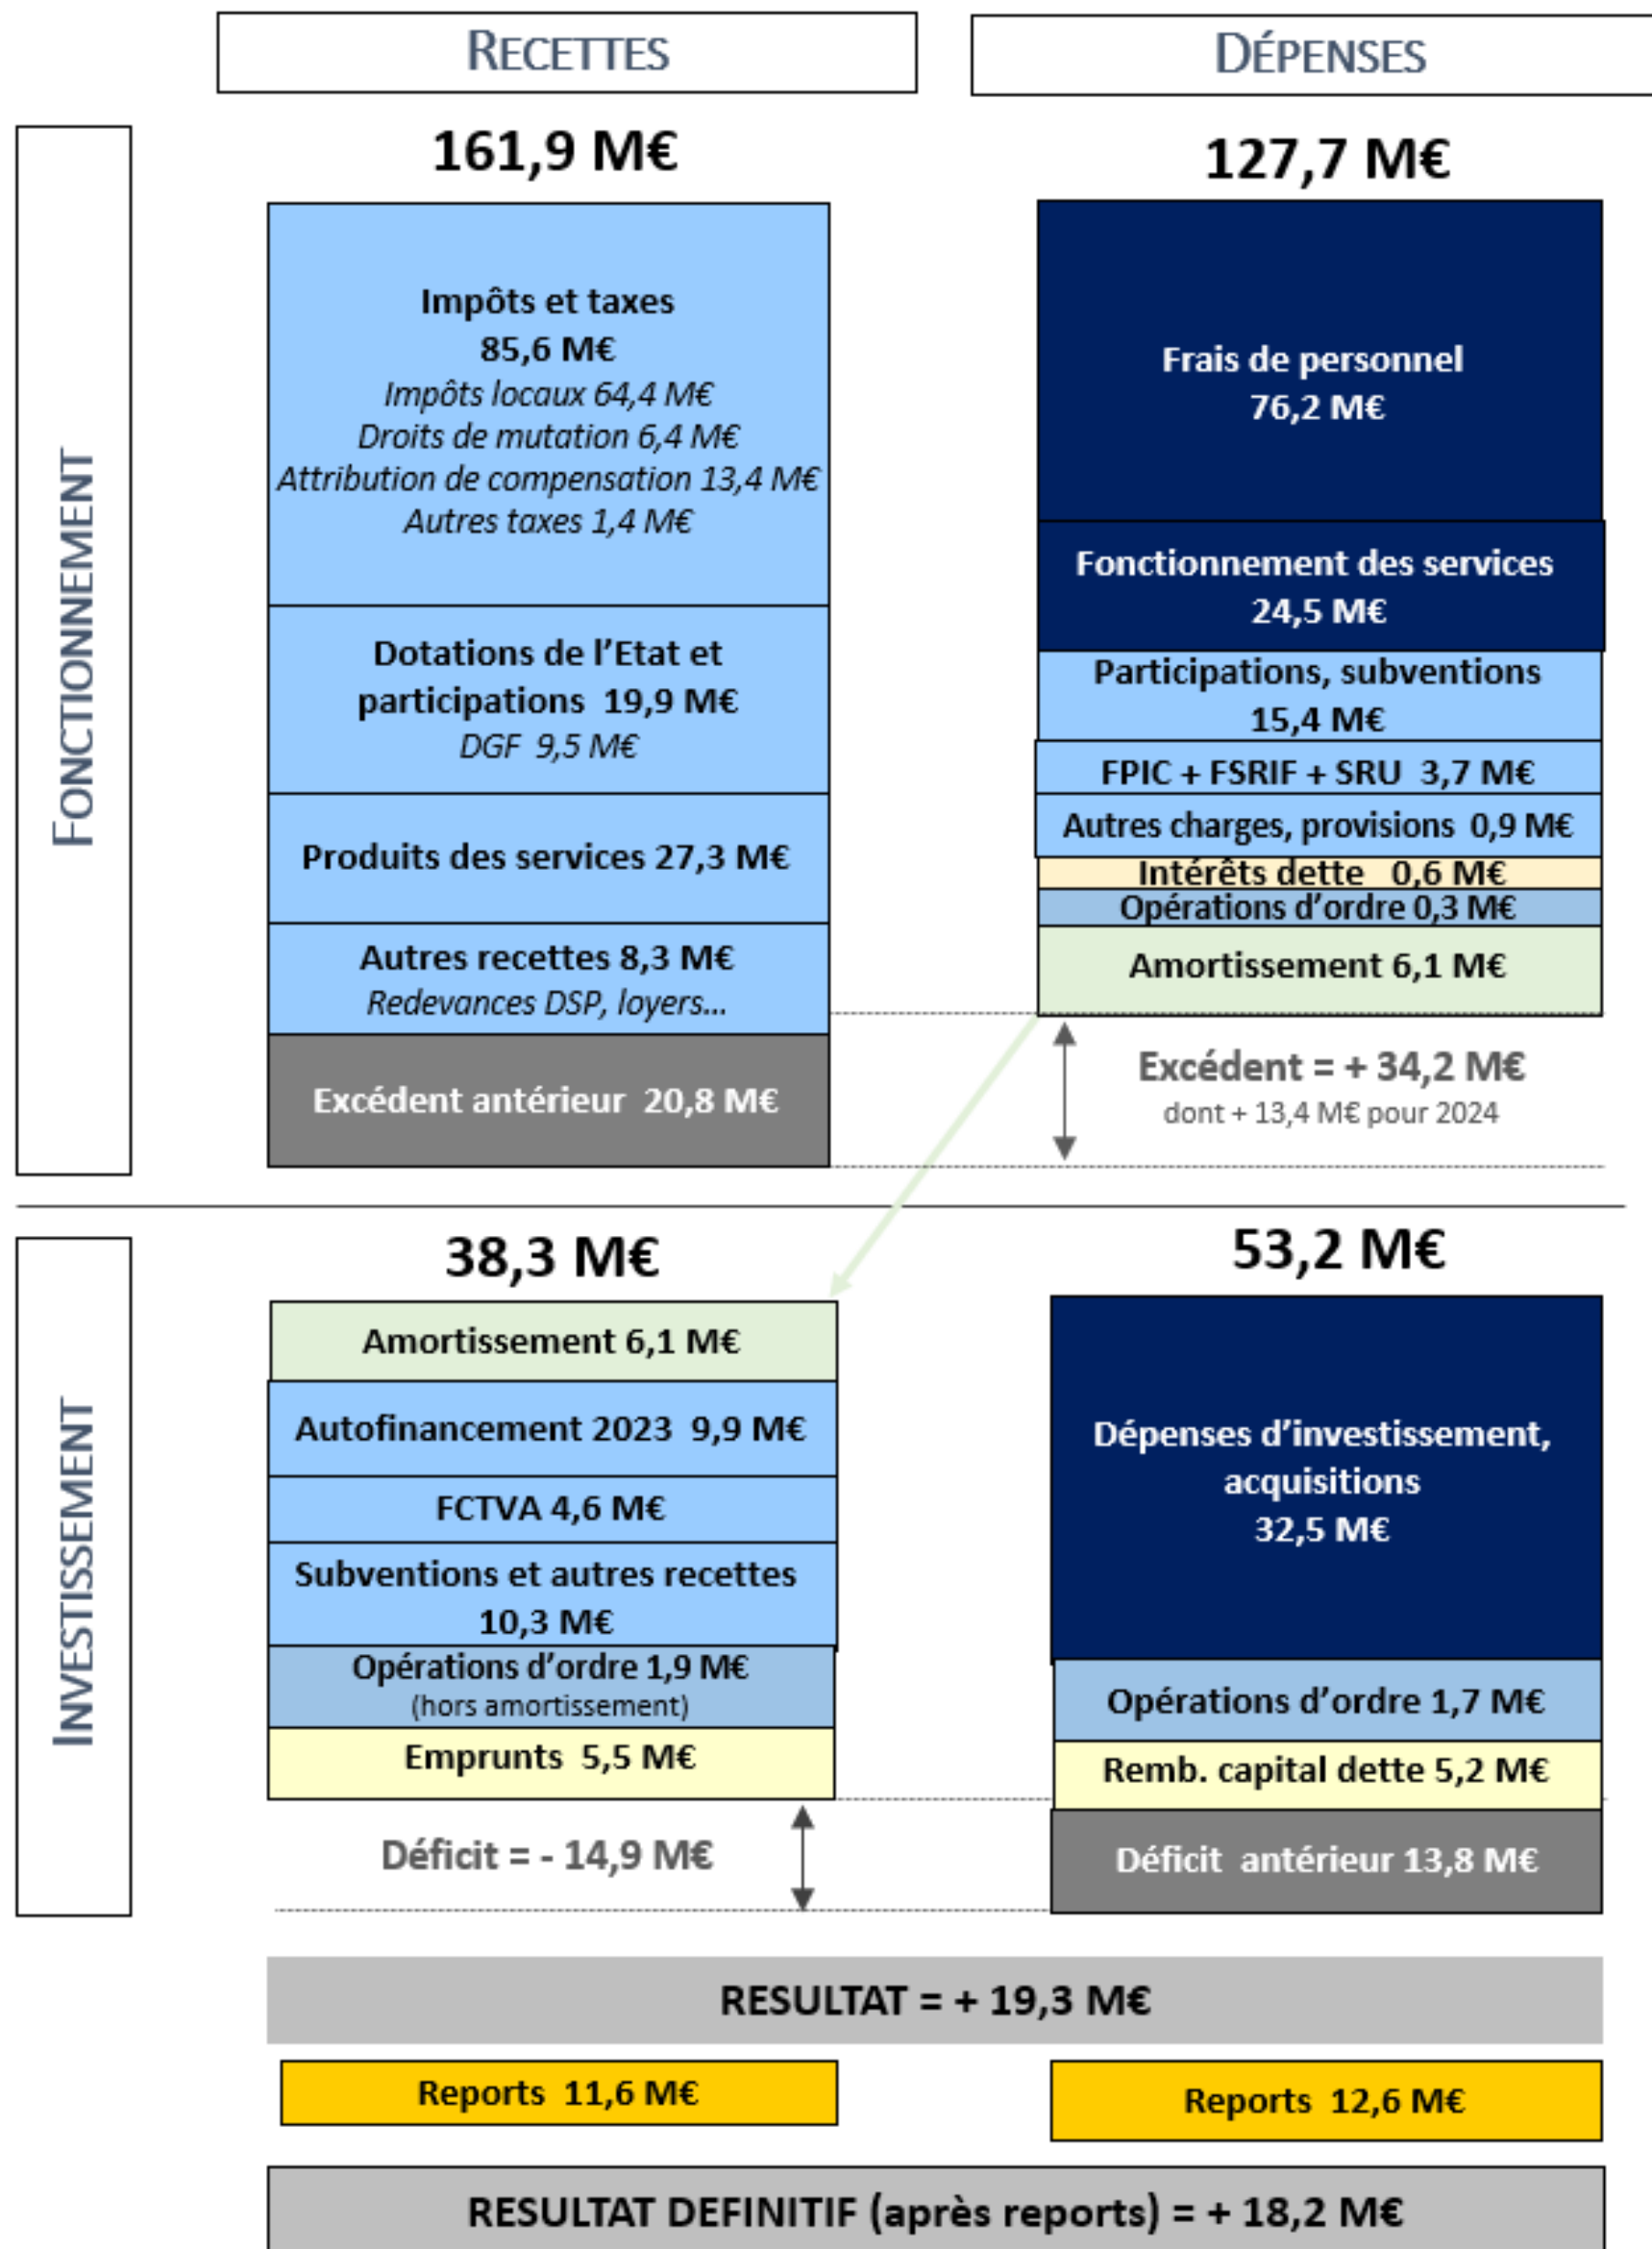 RECETTES
DÉPENSES
FONCTIONNEMENT
161,9 M€
Impôts et taxes
85,6 M€
Impôts locaux 64,4 M€
Droits de mutation 6,4 M€
Attribution de compensation 13,4 M€
Autres taxes 1,4 M€
Dotations de l’Etat et
participations 19,9 M€
DGF 9,5 M€
Produits des services 27,3 M€
Autres recettes 8,3 M€
Redevances DSP, loyers…
Excédent antérieur 20,8 M€
127,7 M€
Frais de personnel
76,2 M€
Fonctionnement des services
24,5 M€
Participations, subventions
15,4 M€
FPIC + FSRIF + SRU 3,7 M€
Autres charges, provisions 0,9 M€
Intérêts dette 0,6 M€
Opérations d’ordre 0,3 M€
Amortissement 6,1 M€
Excédent = + 34,2 M€
dont + 13,4 M€ pour 2024
INVESTISSEMENT
38,3 M€
Amortissement 6,1 M€
Autofinancement 2023 9,9 M€
FCTVA 4,6 M€
Subventions et autres recettes
10,3 M€
Opérations d’ordre 1,9 M€
(hors amortissement)
Emprunts 5,5 M€
Déficit = - 14,9 M€
53,2 M€
Dépenses d’investissement,
acquisitions
32,5 M€
Opérations d’ordre 1,7 M€
Remb. capital dette 5,2 M€
Déficit antérieur 13,8 M€
RESULTAT = + 19,3 M€
Reports 11,6 M€
Reports 12,6 M€
RESULTAT DEFINITIF (après reports) = + 18,2 M€